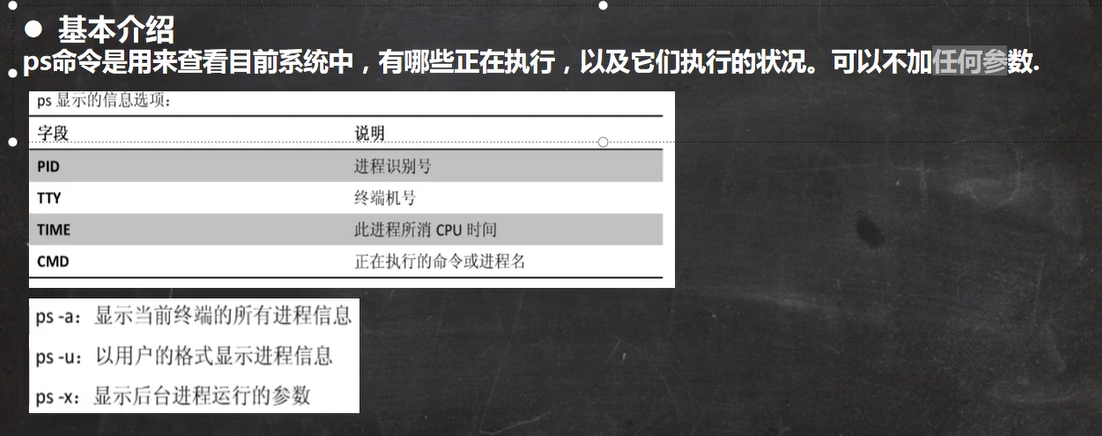 ● 基本介绍
ps命令是用来查看目前系统中，有哪些正在执行，以及它们执行的状况。可以不加任何参数.
ps 显示的信息选项：
字段 说明
PID 进程识别号
TTY 终端机号
TIME 此进程所消 CPU 时间
CMD 正在执行的命令或进程名
ps -a：显示当前终端的所有进程信息
ps -u：以用户的格式显示进程信息
ps -x：显示后台进程运行的参数